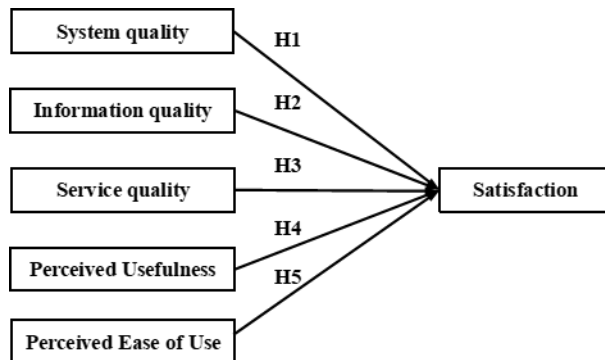 System quality
H1
Information quality
H2
Service quality
H3
Satisfaction
Perceived Usefulness
H4
Perceived Ease of Use
H5